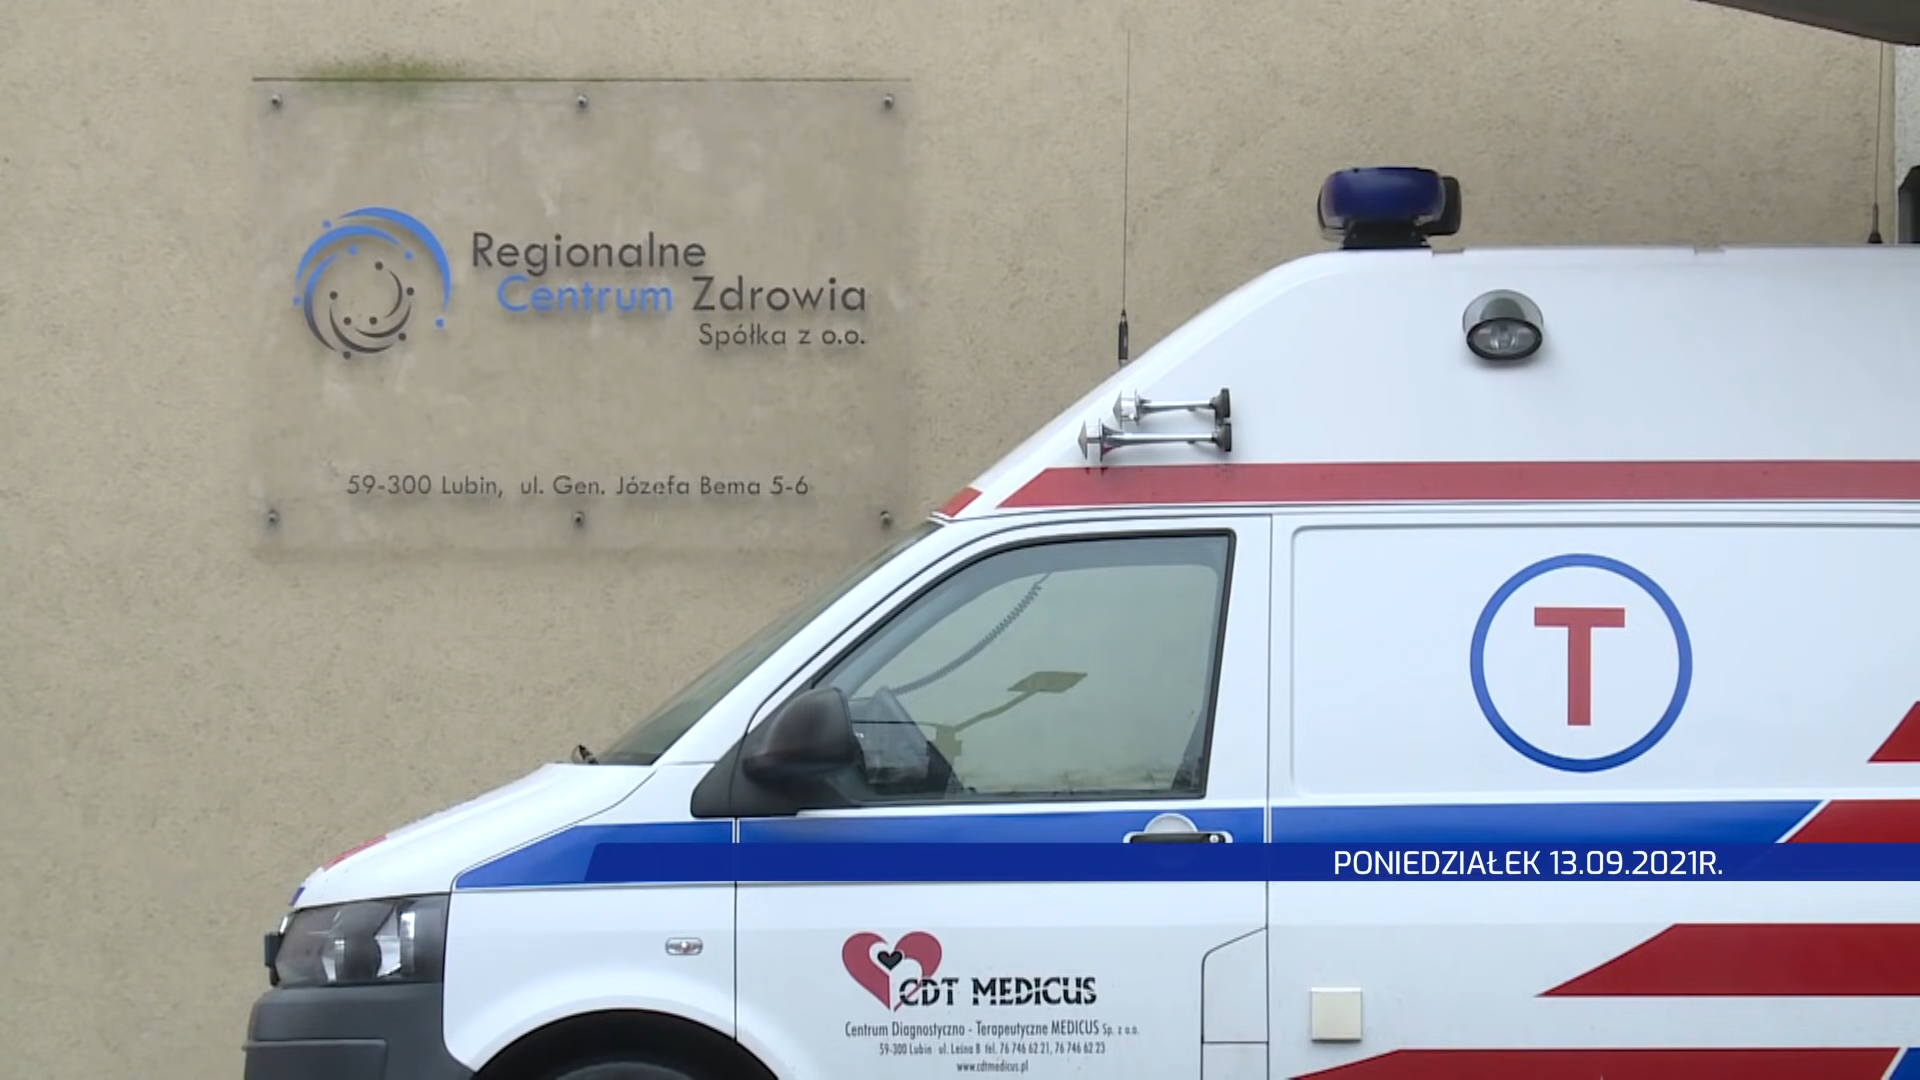 Regionalne
Centrum Zdrowia
Spółka z o.o.
59-300 Lubin, ul. Gen. Józefa Bema 5-6
T
PONIEDZIAŁEK 13.09.2021R.
CDT MEDICUS
Centrum Diagnostyczno - Terapeutyczne MEDICUS Sp. z o.o.
59-300 Lubin ul. Leśna 8 tel. 76 746 62 21, 76 746 62 23
www.cdtmedicus.pl